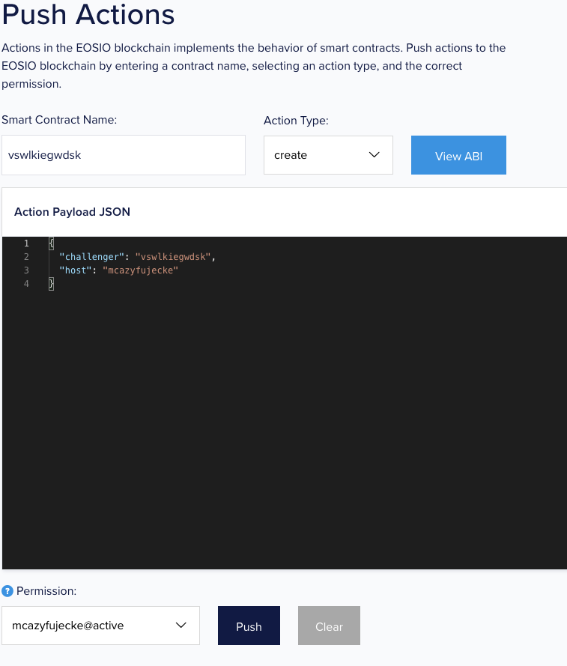 Push Actions
Actions in the EOSIO blockchain implements the behavior of smart contracts. Push actions to the
EOSIO blockchain by entering a contract name, selecting an action type, and the correct
permission.
Smart Contract Name:
Action Type:
vswlkiegwdsk
create
View ABI
Action Payload JSON
1 {
2 "challenger": "vswlkiegwdsk",
3 "host": "mcazyfujecke"
4 }
? Permission:
mcazyfujecke@active
Push
Clear